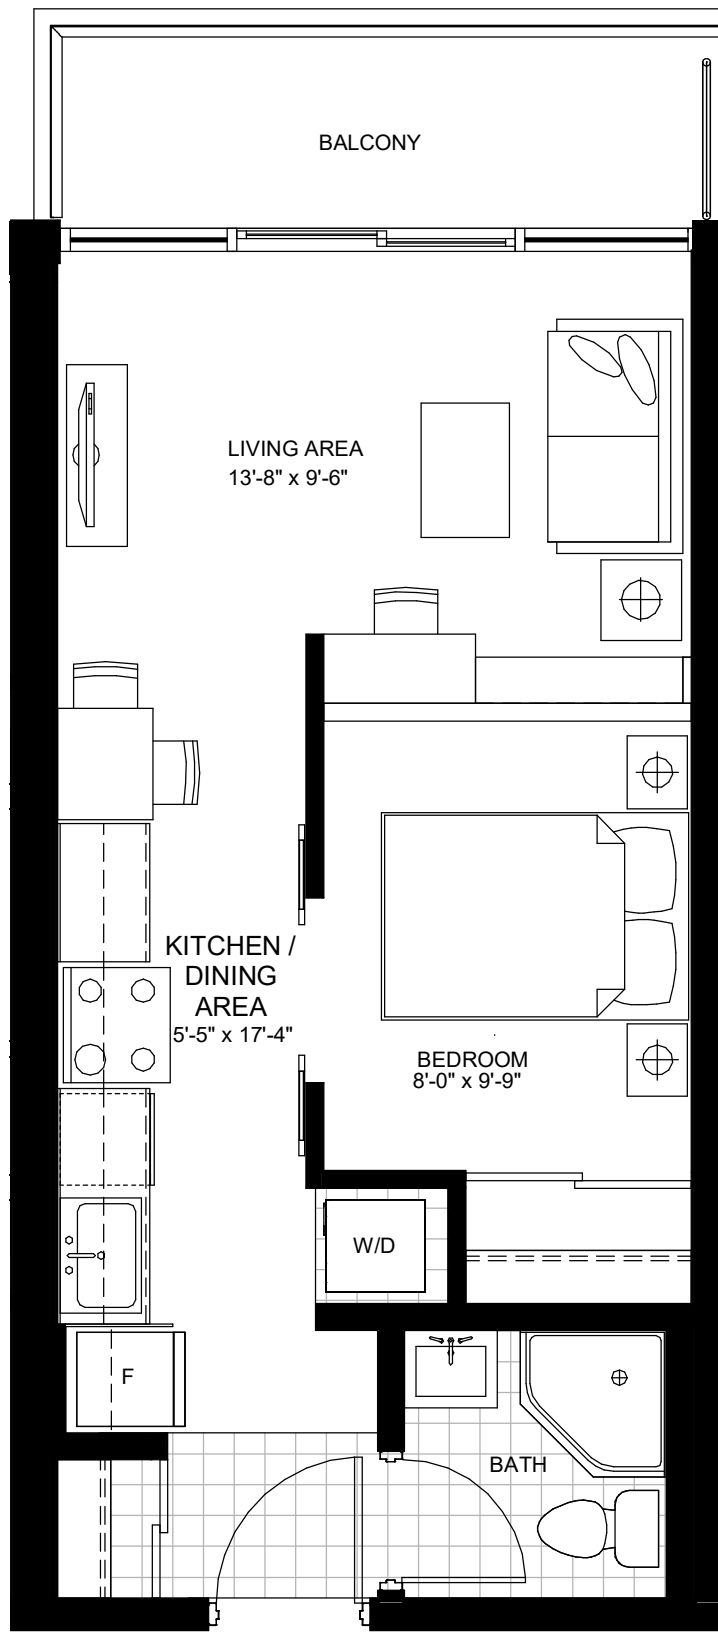 BALCONY
LIVING AREA
13'-8" x 9'-6"
KITCHEN /
DINING
AREA
5'-5" x 17'-4"
BEDROOM
8'-0" x 9'-9"
W/D
F
BATH